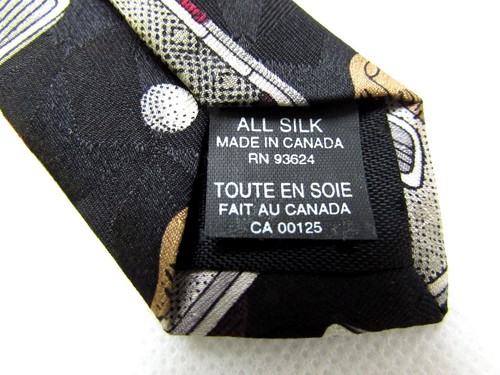 ALL SILK
MADE IN CANADA
RN 93624
TOUTE EN SOIE
FAIT AU CANADA
CA 00125